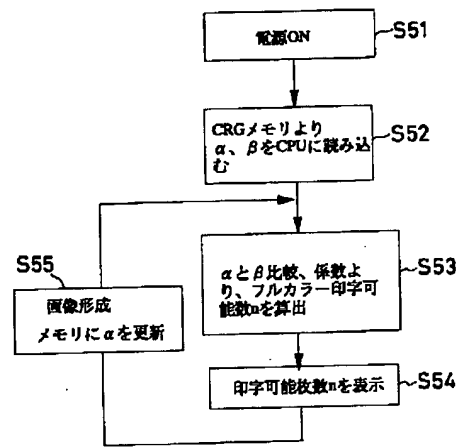 電源ON
S51
CRGメモリより
α、βをCPUに読み込
む
S52
αとβ比較、係数よ
り、フルカラー印字可
能数nを算出
S53
印字可能枚数nを表示
S54
S55
画像形成
メモリにαを更新